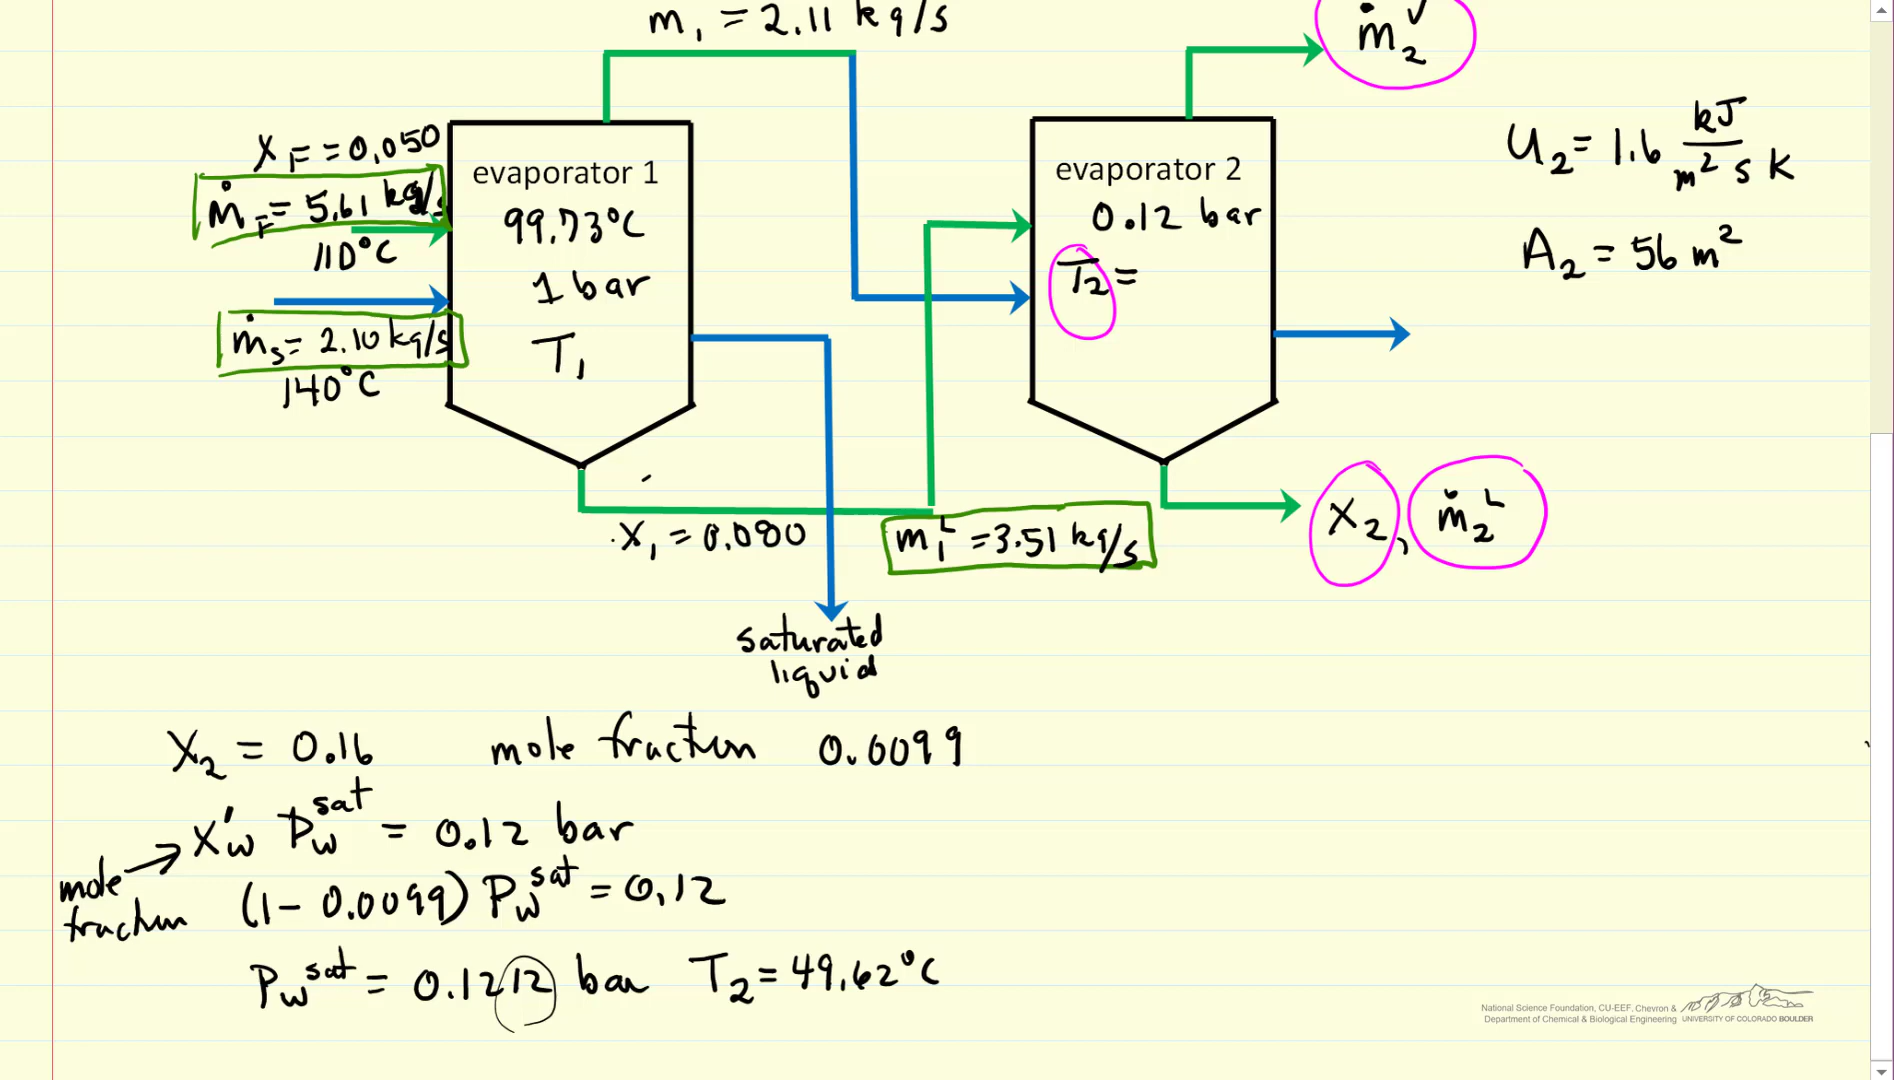 m₁ = 2.11 kg/s
ṁ₂ⱽ
X_F = 0.050
ṁ_F = 5.61 kg/s
110°C
ṁ_S = 2.10 kg/s
140°C
evaporator 1
99.73°C
1 bar
T₁
evaporator 2
0.12 bar
T₂ =
U₂ = 1.6 kJ/m² s K
A₂ = 56 m²
X₁ = 0.080
m₁ᴸ = 3.51 kg/s
X₂, ṁ₂ᴸ
saturated
liquid
X₂ = 0.16 mole fraction 0.0099
X'w Pw^sat = 0.12 bar
mole
fraction
(1 - 0.0099) Pw^sat = 0.12
Pw^sat = 0.1212 bar T₂ = 49.62°C
National Science Foundation, CU-EEF, Chevron &
Department of Chemical & Biological Engineering UNIVERSITY OF COLORADO BOULDER